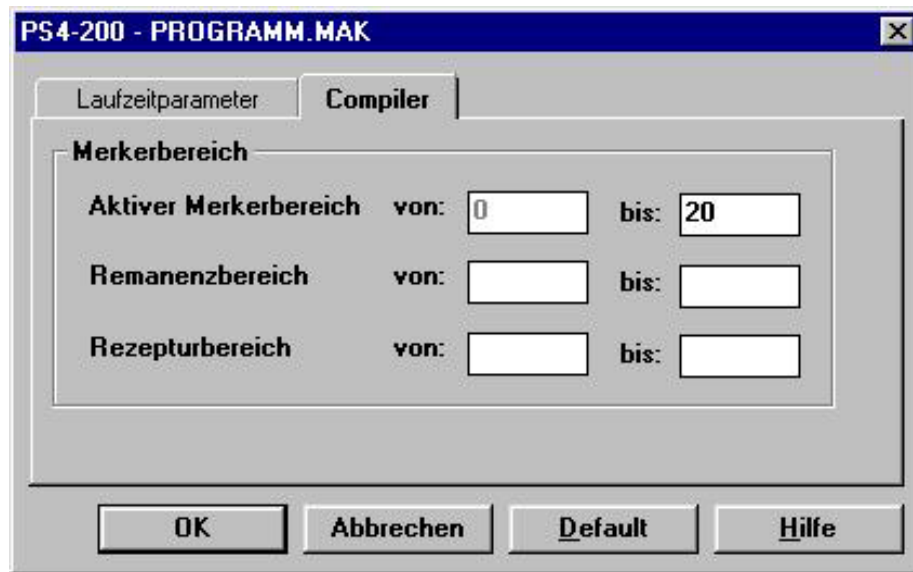 PS4-200 - PROGRAMM.MAK
Laufzeitparameter Compiler
Merkerbereich
Aktiver Merkerbereich von: 0 bis: 20
Remanenzbereich von: bis:
Rezepturbereich von: bis:
OK Abbrechen Default Hilfe